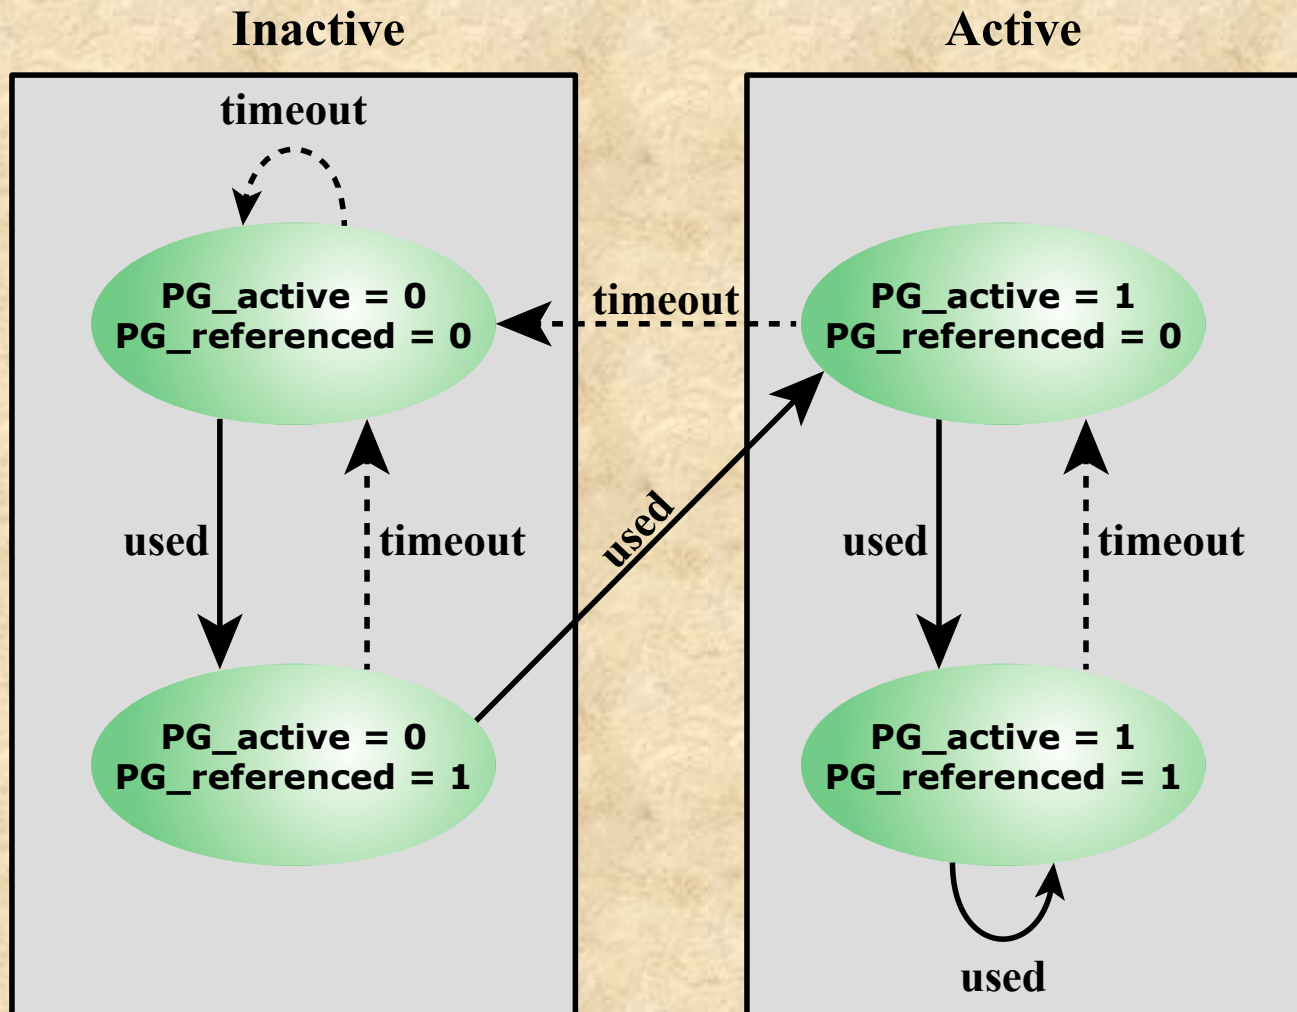 Inactive
Active
timeout
PG_active = 0
PG_referenced = 0
timeout
PG_active = 1
PG_referenced = 0
used
timeout
used
used
timeout
PG_active = 0
PG_referenced = 1
PG_active = 1
PG_referenced = 1
used